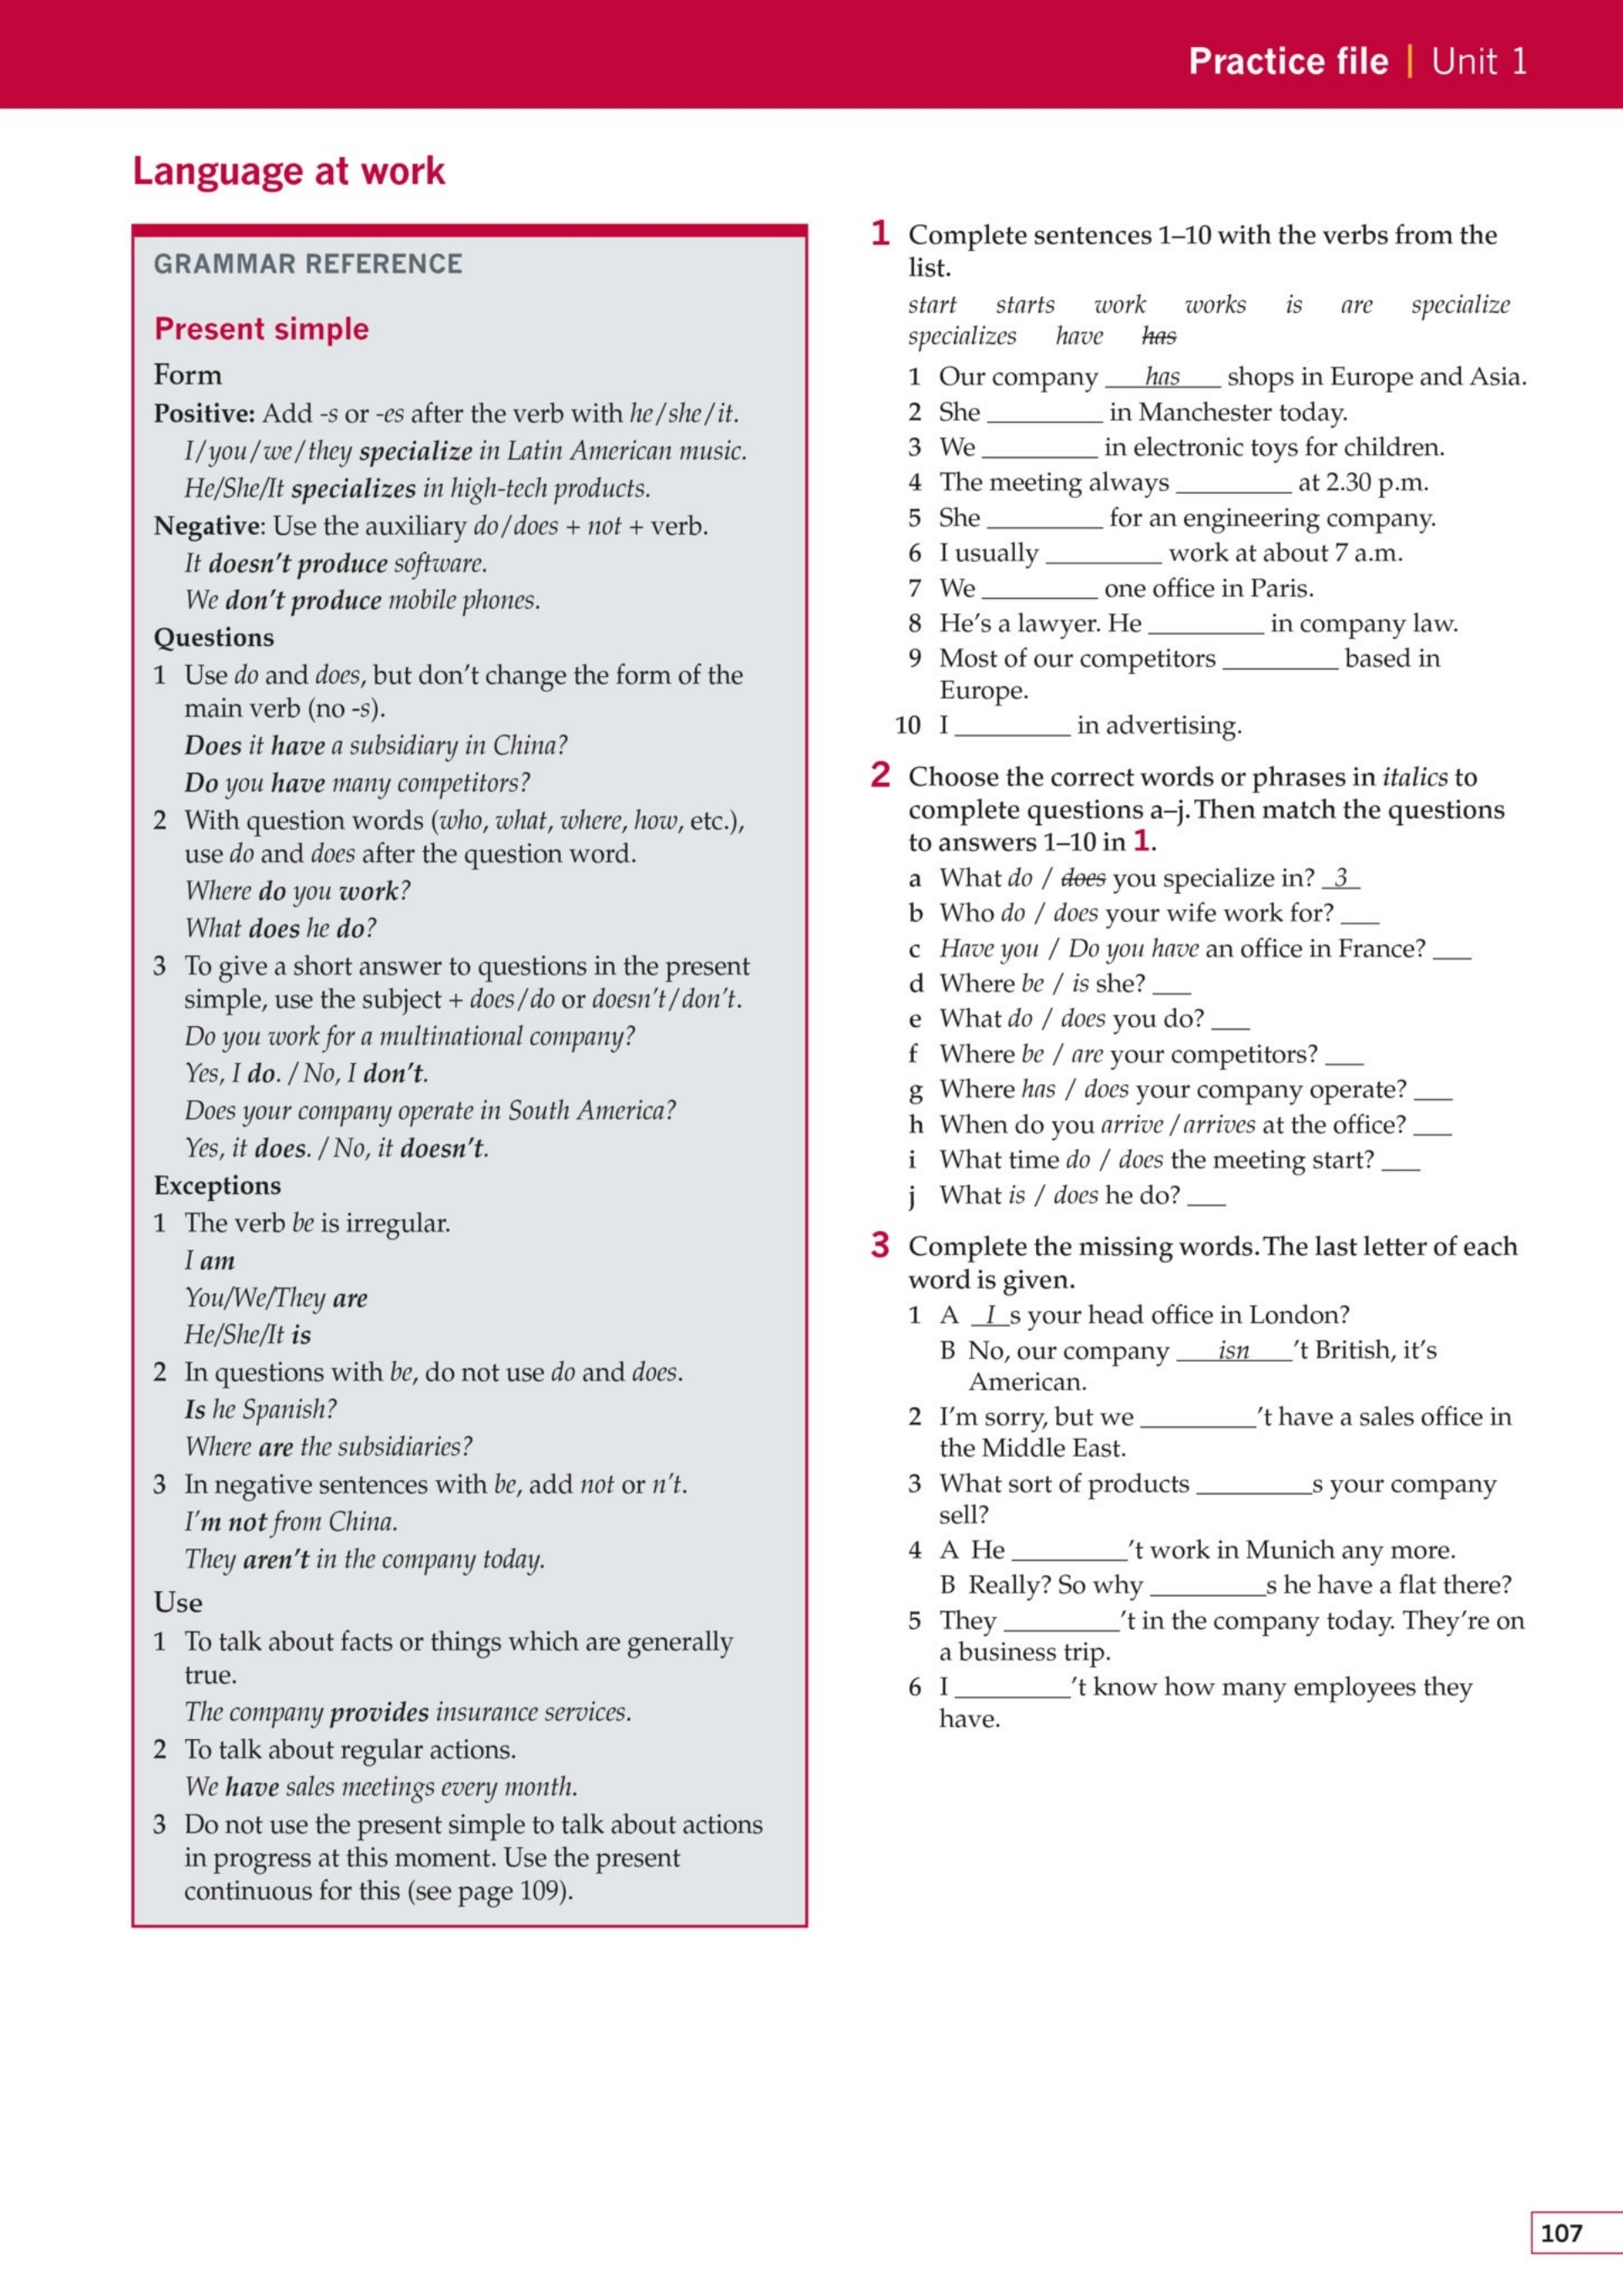 Practice file | Unit 1
Language at work
GRAMMAR REFERENCE
Present simple
Form
Positive: Add -s or -es after the verb with he/she/it.
I/you/we/they specialize in Latin American music.
He/She/It specializes in high-tech products.
Negative: Use the auxiliary do/does + not + verb.
It doesn't produce software.
We don't produce mobile phones.
Questions
1 Use do and does, but don't change the form of the
main verb (no -s).
Does it have a subsidiary in China?
Do you have many competitors?
2 With question words (who, what, where, how, etc.),
use do and does after the question word.
Where do you work?
What does he do?
3 To give a short answer to questions in the present
simple, use the subject + does/do or doesn't/don't.
Do you work for a multinational company?
Yes, I do. / No, I don't.
Does your company operate in South America?
Yes, it does. / No, it doesn't.
Exceptions
1 The verb be is irregular.
I am
You/We/They are
He/She/It is
2 In questions with be, do not use do and does.
Is he Spanish?
Where are the subsidiaries?
3 In negative sentences with be, add not or n't.
I'm not from China.
They aren't in the company today.
Use
1 To talk about facts or things which are generally
true.
The company provides insurance services.
2 To talk about regular actions.
We have sales meetings every month.
3 Do not use the present simple to talk about actions
in progress at this moment. Use the present
continuous for this (see page 109).
1 Complete sentences 1–10 with the verbs from the
list.
start starts work works is are specialize
specializes have has
1 Our company ___has___ shops in Europe and Asia.
2 She _________ in Manchester today.
3 We _________ in electronic toys for children.
4 The meeting always _________ at 2.30 p.m.
5 She _________ for an engineering company.
6 I usually _________ work at about 7 a.m.
7 We _________ one office in Paris.
8 He's a lawyer. He _________ in company law.
9 Most of our competitors _________ based in
Europe.
10 I _________ in advertising.
2 Choose the correct words or phrases in italics to
complete questions a–j. Then match the questions
to answers 1–10 in 1.
a What do / does you specialize in? _3_
b Who do / does your wife work for? ___
c Have you / Do you have an office in France? ___
d Where be / is she? ___
e What do / does you do? ___
f Where be / are your competitors? ___
g Where has / does your company operate? ___
h When do you arrive / arrives at the office? ___
i What time do / does the meeting start? ___
j What is / does he do? ___
3 Complete the missing words. The last letter of each
word is given.
1 A _I_s your head office in London?
B No, our company ___isn___'t British, it's
American.
2 I'm sorry, but we _________'t have a sales office in
the Middle East.
3 What sort of products _________s your company
sell?
4 A He _________'t work in Munich any more.
B Really? So why _________s he have a flat there?
5 They _________'t in the company today. They're on
a business trip.
6 I _________'t know how many employees they
have.
107